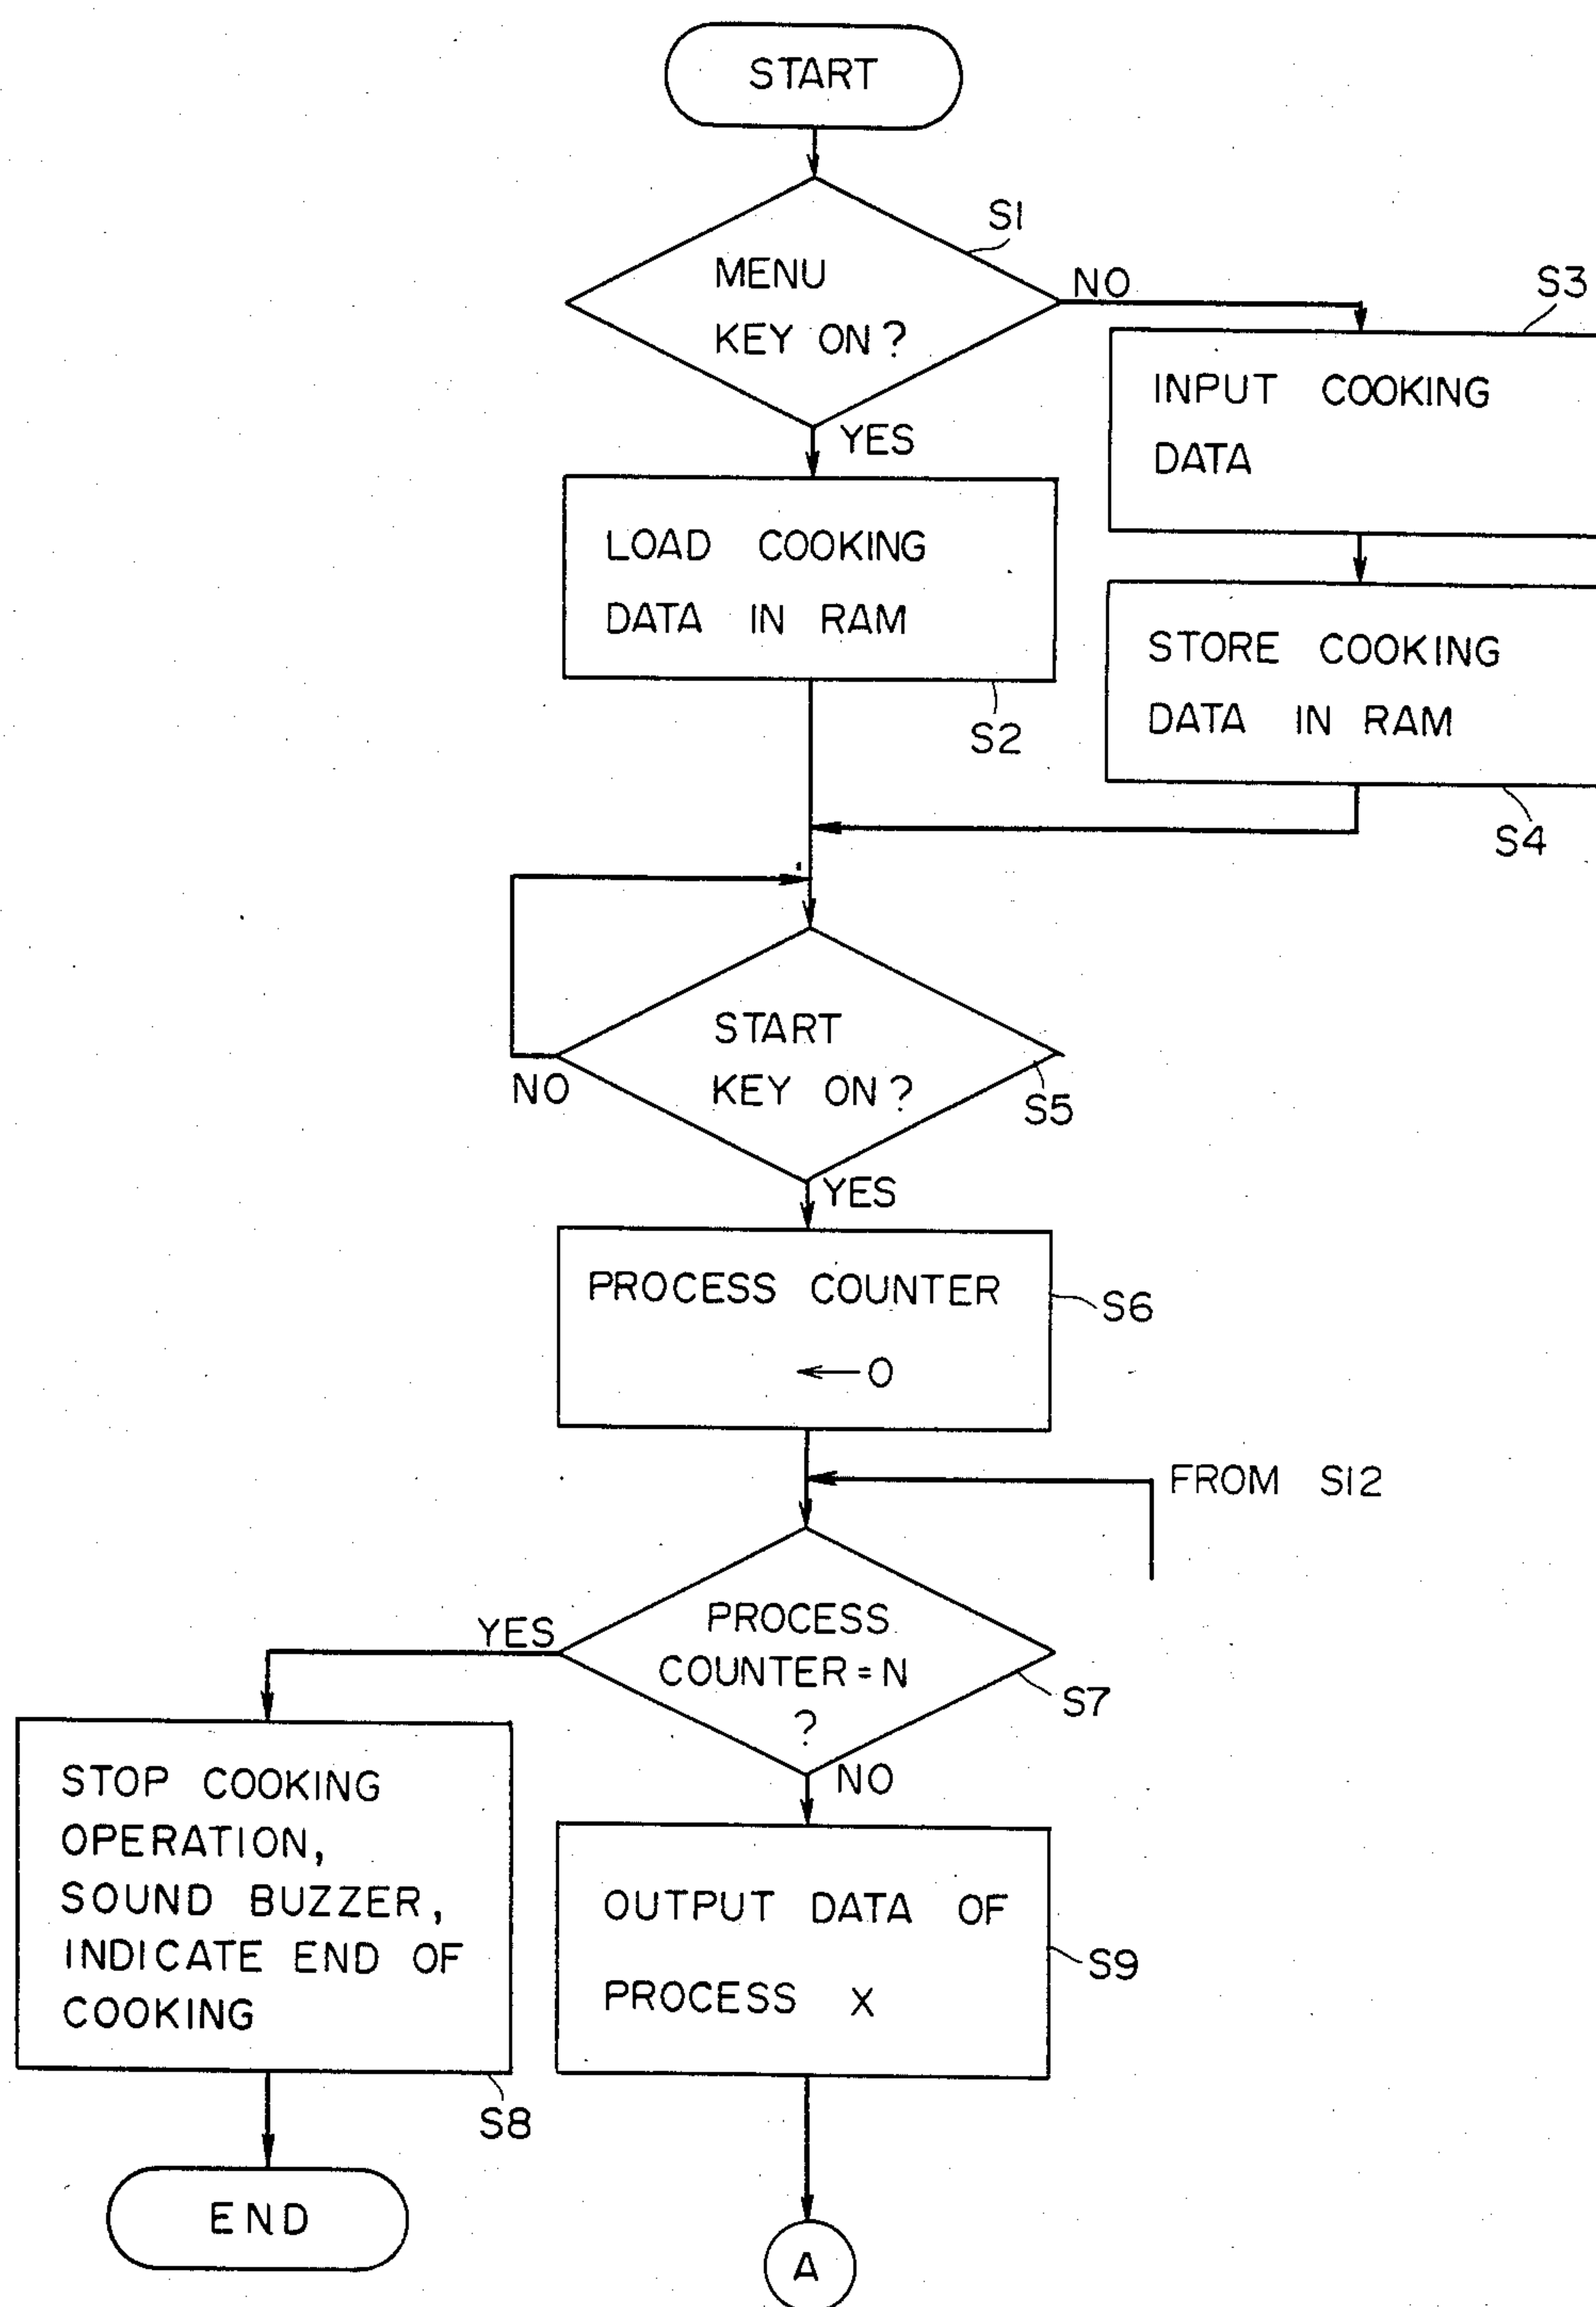 START
S1
MENU
KEY ON?
NO
YES
S3
INPUT COOKING
DATA
LOAD COOKING
DATA IN RAM
S2
STORE COOKING
DATA IN RAM
S4
START
KEY ON?
NO
S5
YES
PROCESS COUNTER
←0
S6
FROM S12
PROCESS
COUNTER=N
?
YES
S7
NO
STOP COOKING
OPERATION,
SOUND BUZZER,
INDICATE END OF
COOKING
S8
OUTPUT DATA OF
PROCESS X
S9
END
A